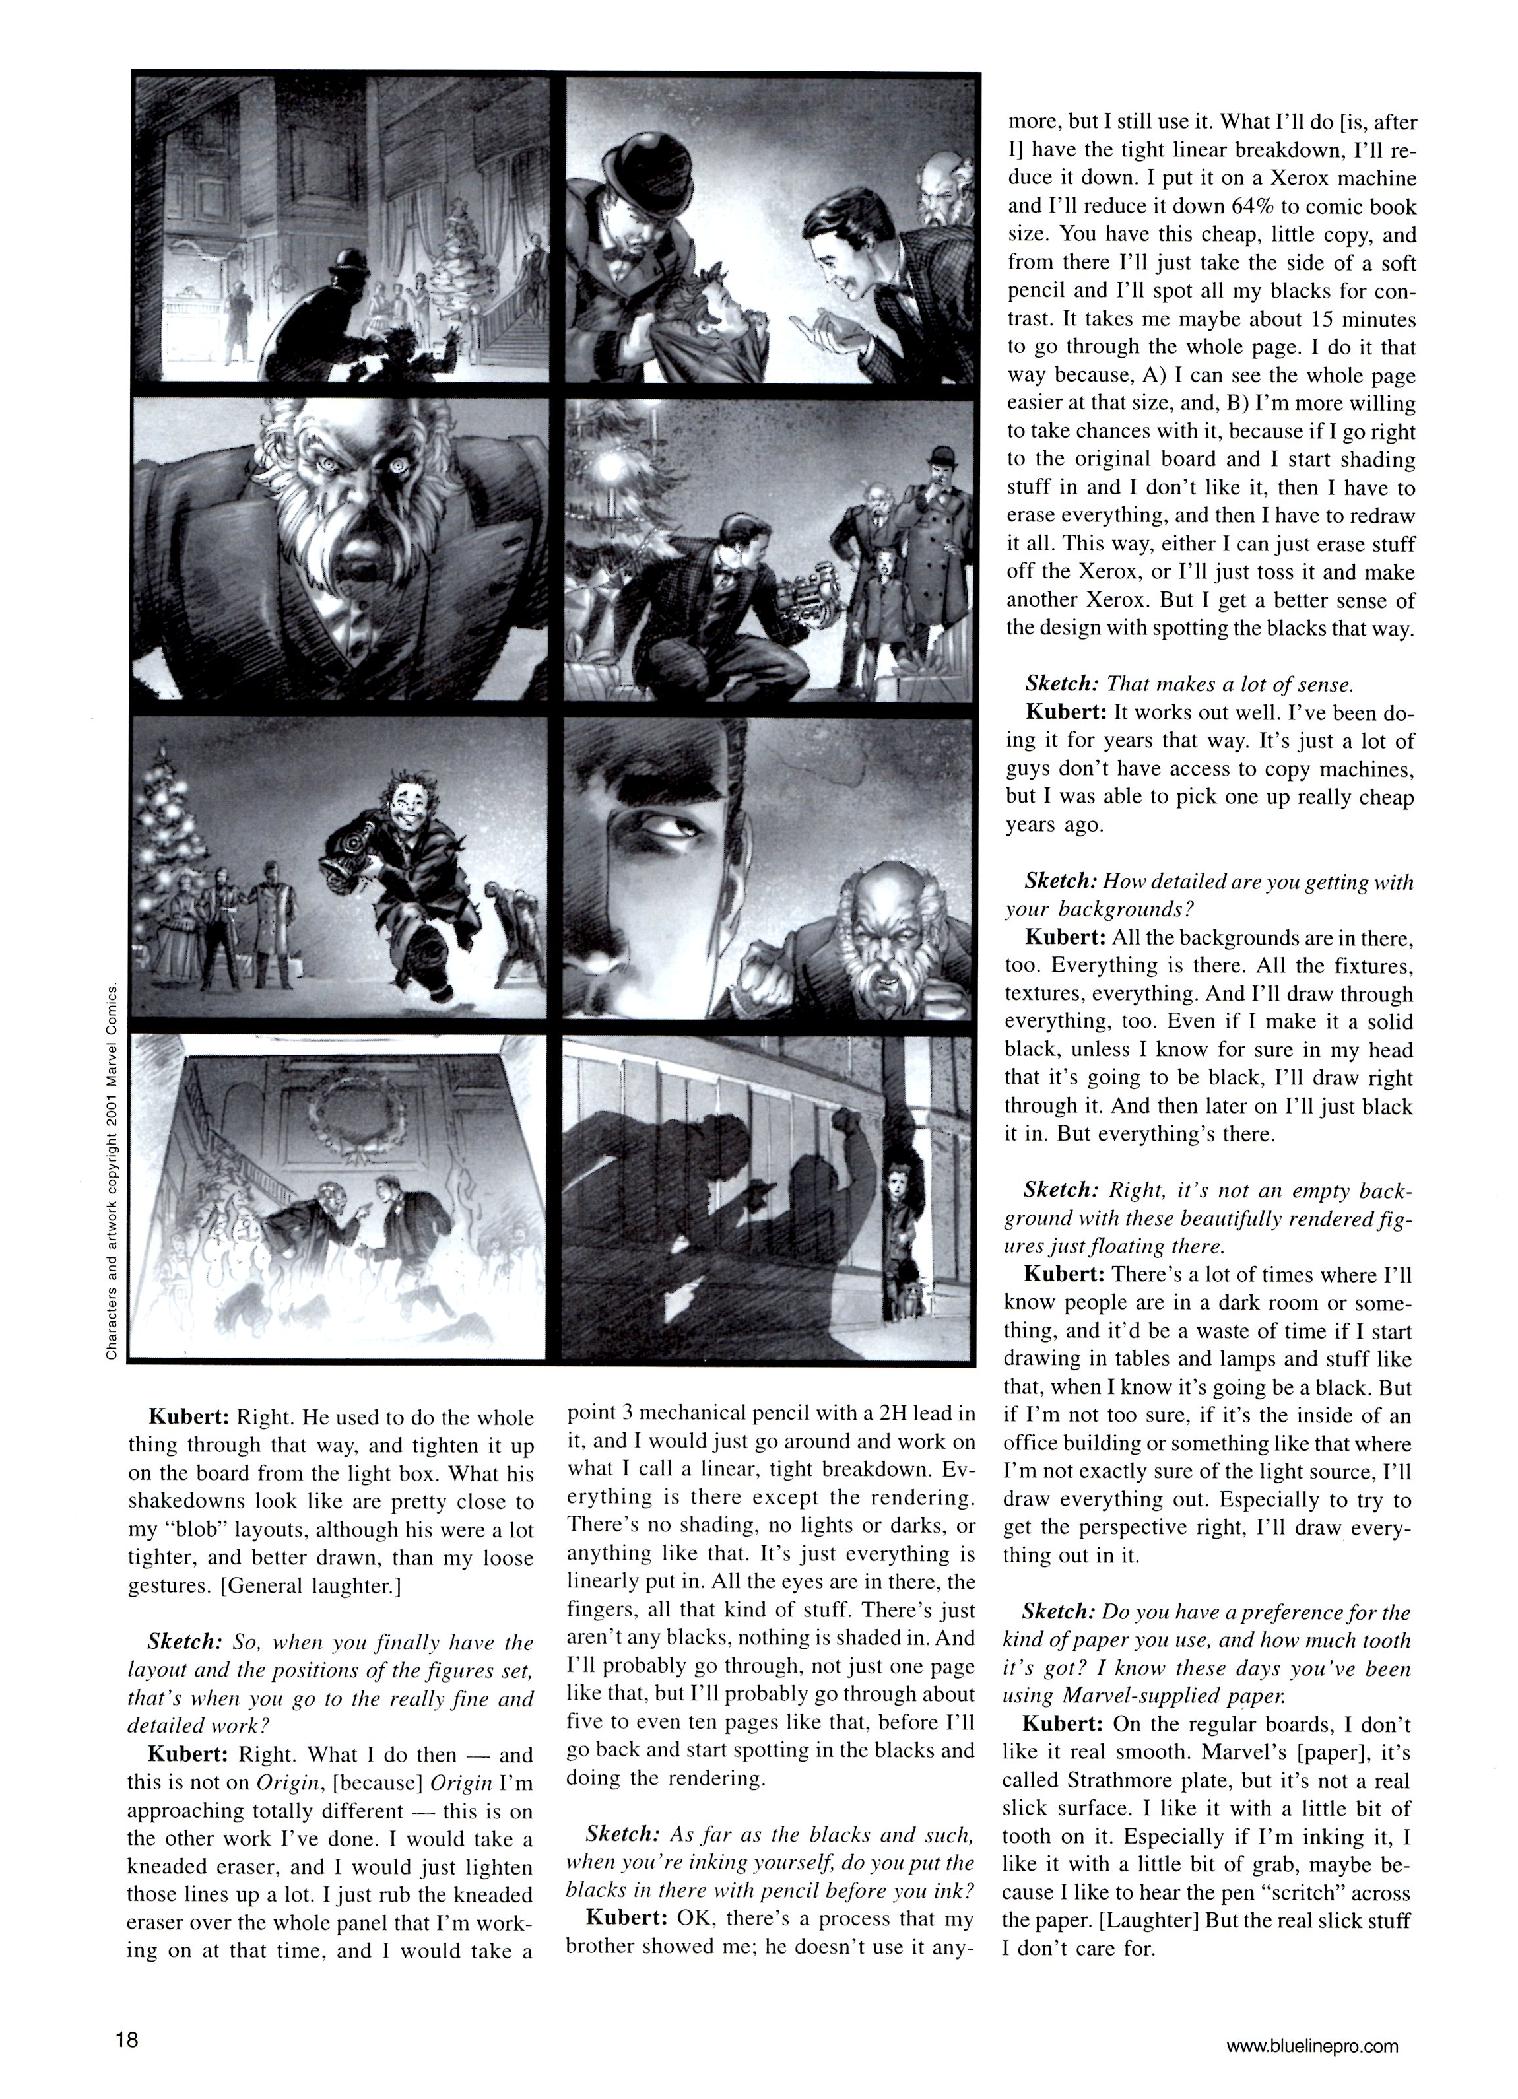 Characters and artwork copyright 2001 Marvel Comics.
Kubert: Right. He used to do the whole
thing through that way, and tighten it up
on the board from the light box. What his
shakedowns look like are pretty close to
my “blob” layouts, although his were a lot
tighter, and better drawn, than my loose
gestures. [General laughter.]
Sketch: So, when you finally have the
layout and the positions of the figures set,
that's when you go to the really fine and
detailed work?
Kubert: Right. What I do then — and
this is not on Origin, [because] Origin I'm
approaching totally different — this is on
the other work I've done. I would take a
kneaded eraser, and I would just lighten
those lines up a lot. I just rub the kneaded
eraser over the whole panel that I'm work-
ing on at that time, and I would take a
point 3 mechanical pencil with a 2H lead in
it, and I would just go around and work on
what I call a linear, tight breakdown. Ev-
erything is there except the rendering.
There's no shading, no lights or darks, or
anything like that. It's just everything is
linearly put in. All the eyes are in there, the
fingers, all that kind of stuff. There's just
aren't any blacks, nothing is shaded in. And
I'll probably go through, not just one page
like that, but I'll probably go through about
five to even ten pages like that, before I'll
go back and start spotting in the blacks and
doing the rendering.
Sketch: As far as the blacks and such,
when you're inking yourself, do you put the
blacks in there with pencil before you ink?
Kubert: OK, there's a process that my
brother showed me; he doesn't use it any-
more, but I still use it. What I'll do [is, after
I] have the tight linear breakdown, I'll re-
duce it down. I put it on a Xerox machine
and I'll reduce it down 64% to comic book
size. You have this cheap, little copy, and
from there I'll just take the side of a soft
pencil and I'll spot all my blacks for con-
trast. It takes me maybe about 15 minutes
to go through the whole page. I do it that
way because, A) I can see the whole page
easier at that size, and, B) I'm more willing
to take chances with it, because if I go right
to the original board and I start shading
stuff in and I don't like it, then I have to
erase everything, and then I have to redraw
it all. This way, either I can just erase stuff
off the Xerox, or I'll just toss it and make
another Xerox. But I get a better sense of
the design with spotting the blacks that way.
Sketch: That makes a lot of sense.
Kubert: It works out well. I've been do-
ing it for years that way. It's just a lot of
guys don't have access to copy machines,
but I was able to pick one up really cheap
years ago.
Sketch: How detailed are you getting with
your backgrounds?
Kubert: All the backgrounds are in there,
too. Everything is there. All the fixtures,
textures, everything. And I'll draw through
everything, too. Even if I make it a solid
black, unless I know for sure in my head
that it's going to be black, I'll draw right
through it. And then later on I'll just black
it in. But everything's there.
Sketch: Right, it's not an empty back-
ground with these beautifully rendered fig-
ures just floating there.
Kubert: There's a lot of times where I'll
know people are in a dark room or some-
thing, and it'd be a waste of time if I start
drawing in tables and lamps and stuff like
that, when I know it's going be a black. But
if I'm not too sure, if it's the inside of an
office building or something like that where
I'm not exactly sure of the light source, I'll
draw everything out. Especially to try to
get the perspective right, I'll draw every-
thing out in it.
Sketch: Do you have a preference for the
kind of paper you use, and how much tooth
it's got? I know these days you've been
using Marvel-supplied paper.
Kubert: On the regular boards, I don't
like it real smooth. Marvel's [paper], it's
called Strathmore plate, but it's not a real
slick surface. I like it with a little bit of
tooth on it. Especially if I'm inking it, I
like it with a little bit of grab, maybe be-
cause I like to hear the pen “scritch” across
the paper. [Laughter] But the real slick stuff
I don't care for.
18
www.bluelinepro.com